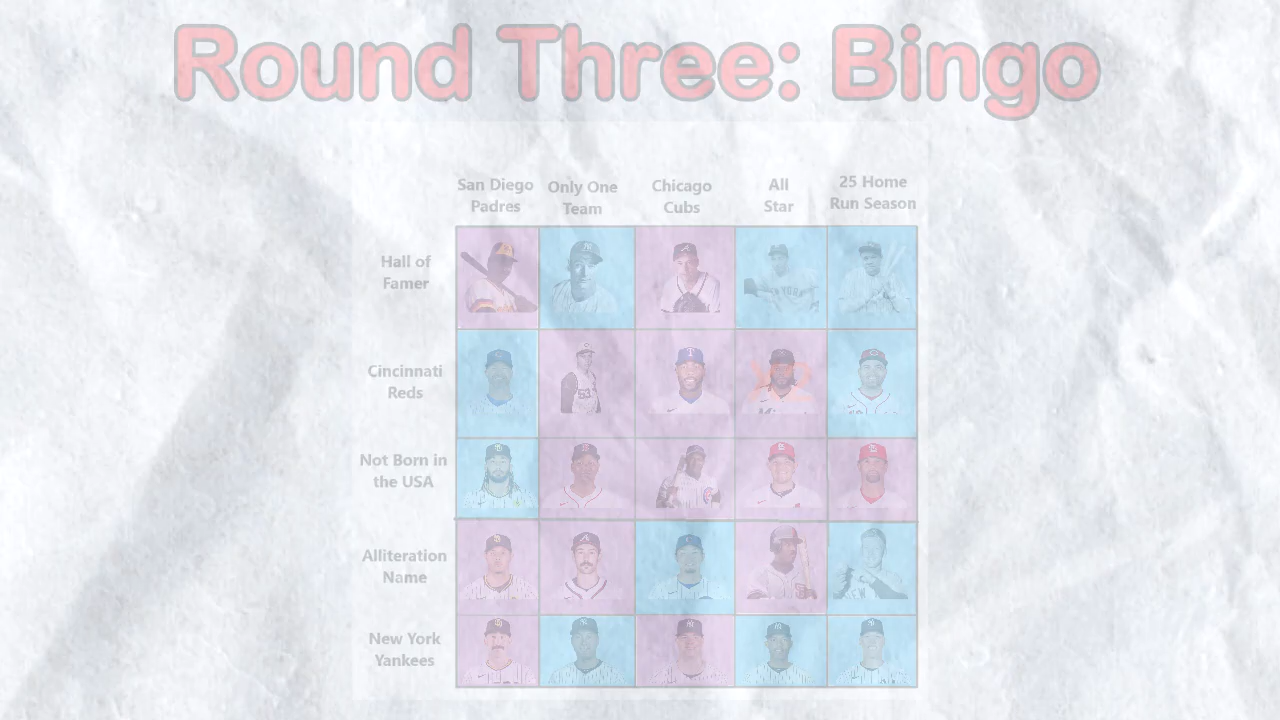 Round Three: Bingo
San Diego
Padres
Only One
Team
Chicago
Cubs
All
Star
25 Home
Run Season
Hall of
Famer
Cincinnati
Reds
Not Born in
the USA
Alliteration
Name
New York
Yankees